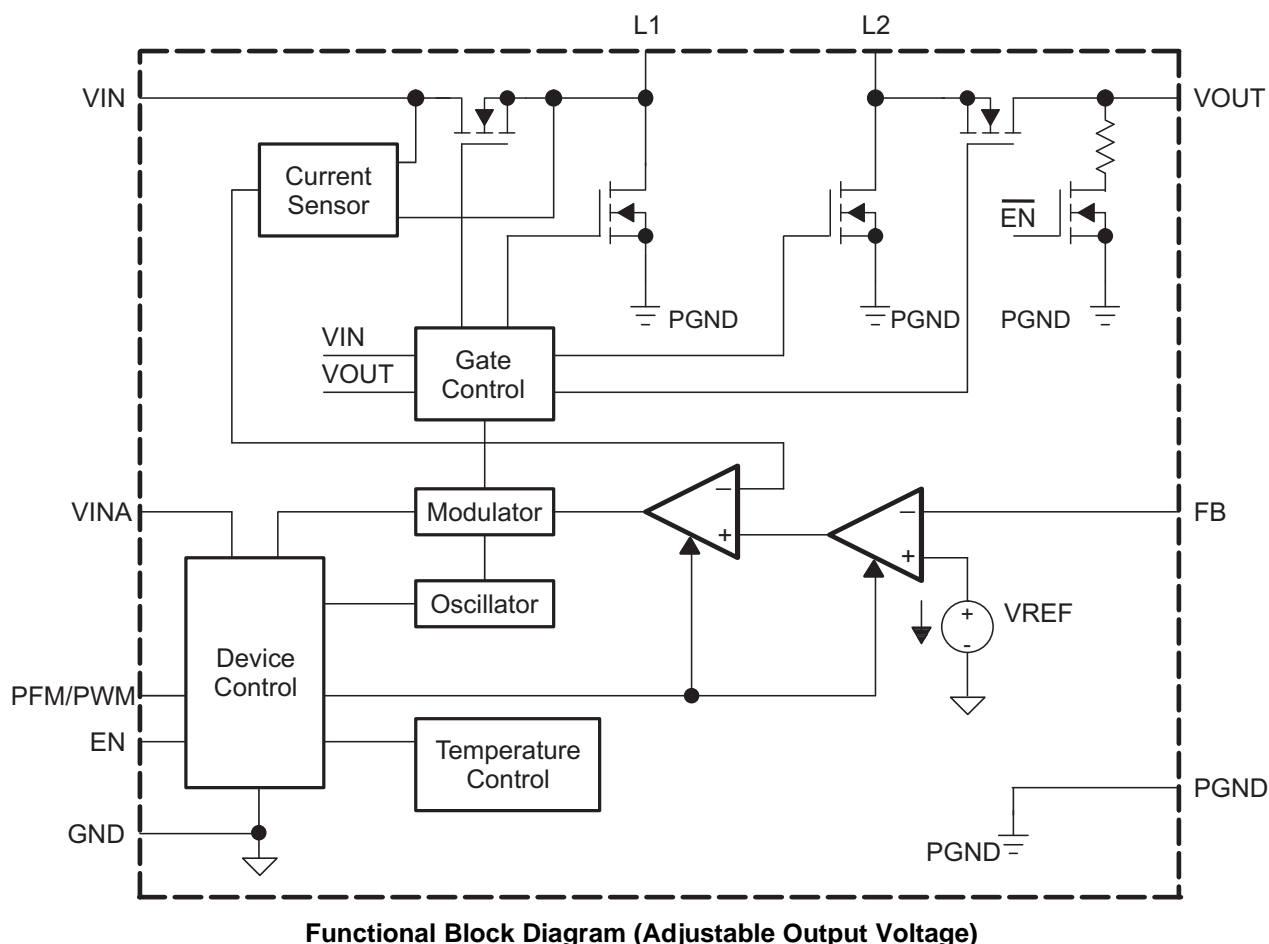 L1
L2
VIN
VOUT
Current
Sensor
EN
PGND
PGND
PGND
VIN
VOUT
Gate
Control
VINA
Modulator
−
+
−
+
FB
Oscillator
+
-
VREF
Device
Control
PFM/PWM
EN
Temperature
Control
GND
PGND
PGND
Functional Block Diagram (Adjustable Output Voltage)